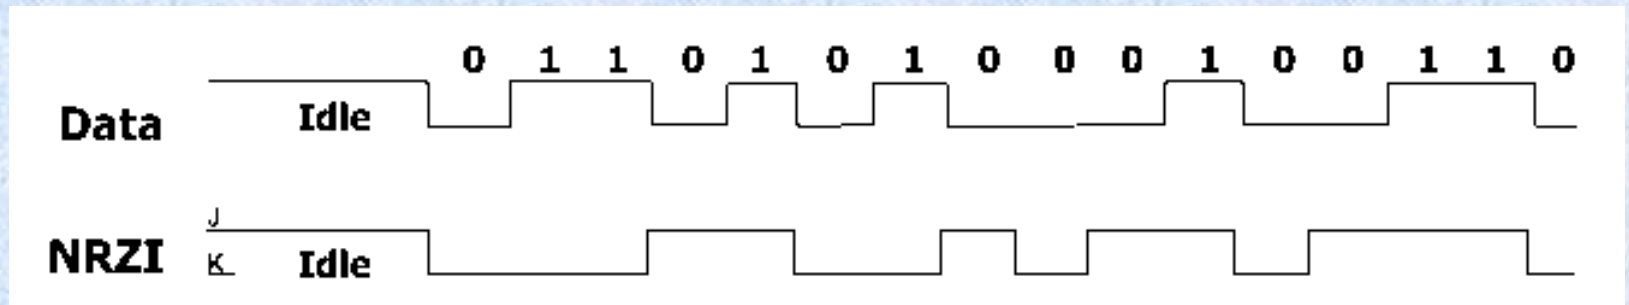 0 1 1 0 1 0 1 0 0 0 1 0 0 1 1 0
Data Idle
J
NRZI K Idle